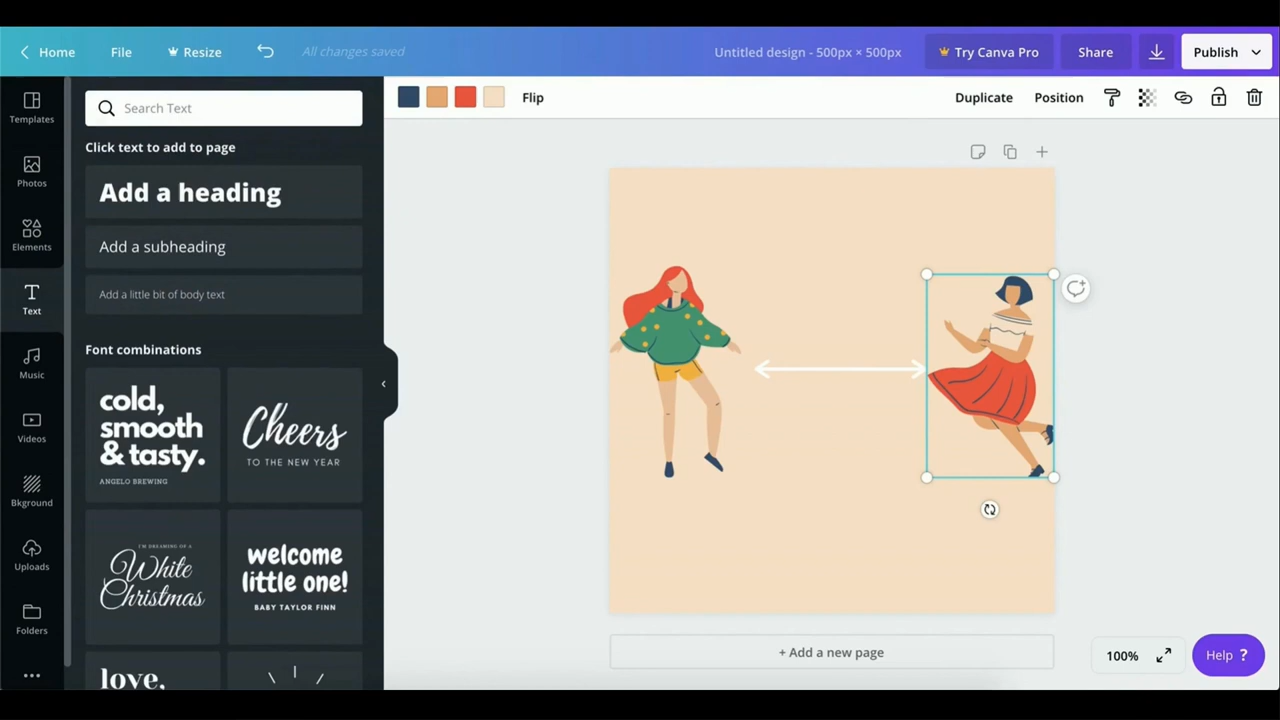 Home File Resize All changes saved Untitled design - 500px × 500px Try Canva Pro Share Publish
Templates
Photos
Elements
Text
Music
Videos
Bkground
Uploads
Folders
Search Text
Click text to add to page
Add a heading
Add a subheading
Add a little bit of body text
Font combinations
cold,
smooth
& tasty.
ANGELO BREWING
Cheers
TO THE NEW YEAR
I'M DREAMING OF A
White
Christmas
welcome
little one!
BABY TAYLOR FINN
love,
Flip Duplicate Position
+ Add a new page
100% Help ?